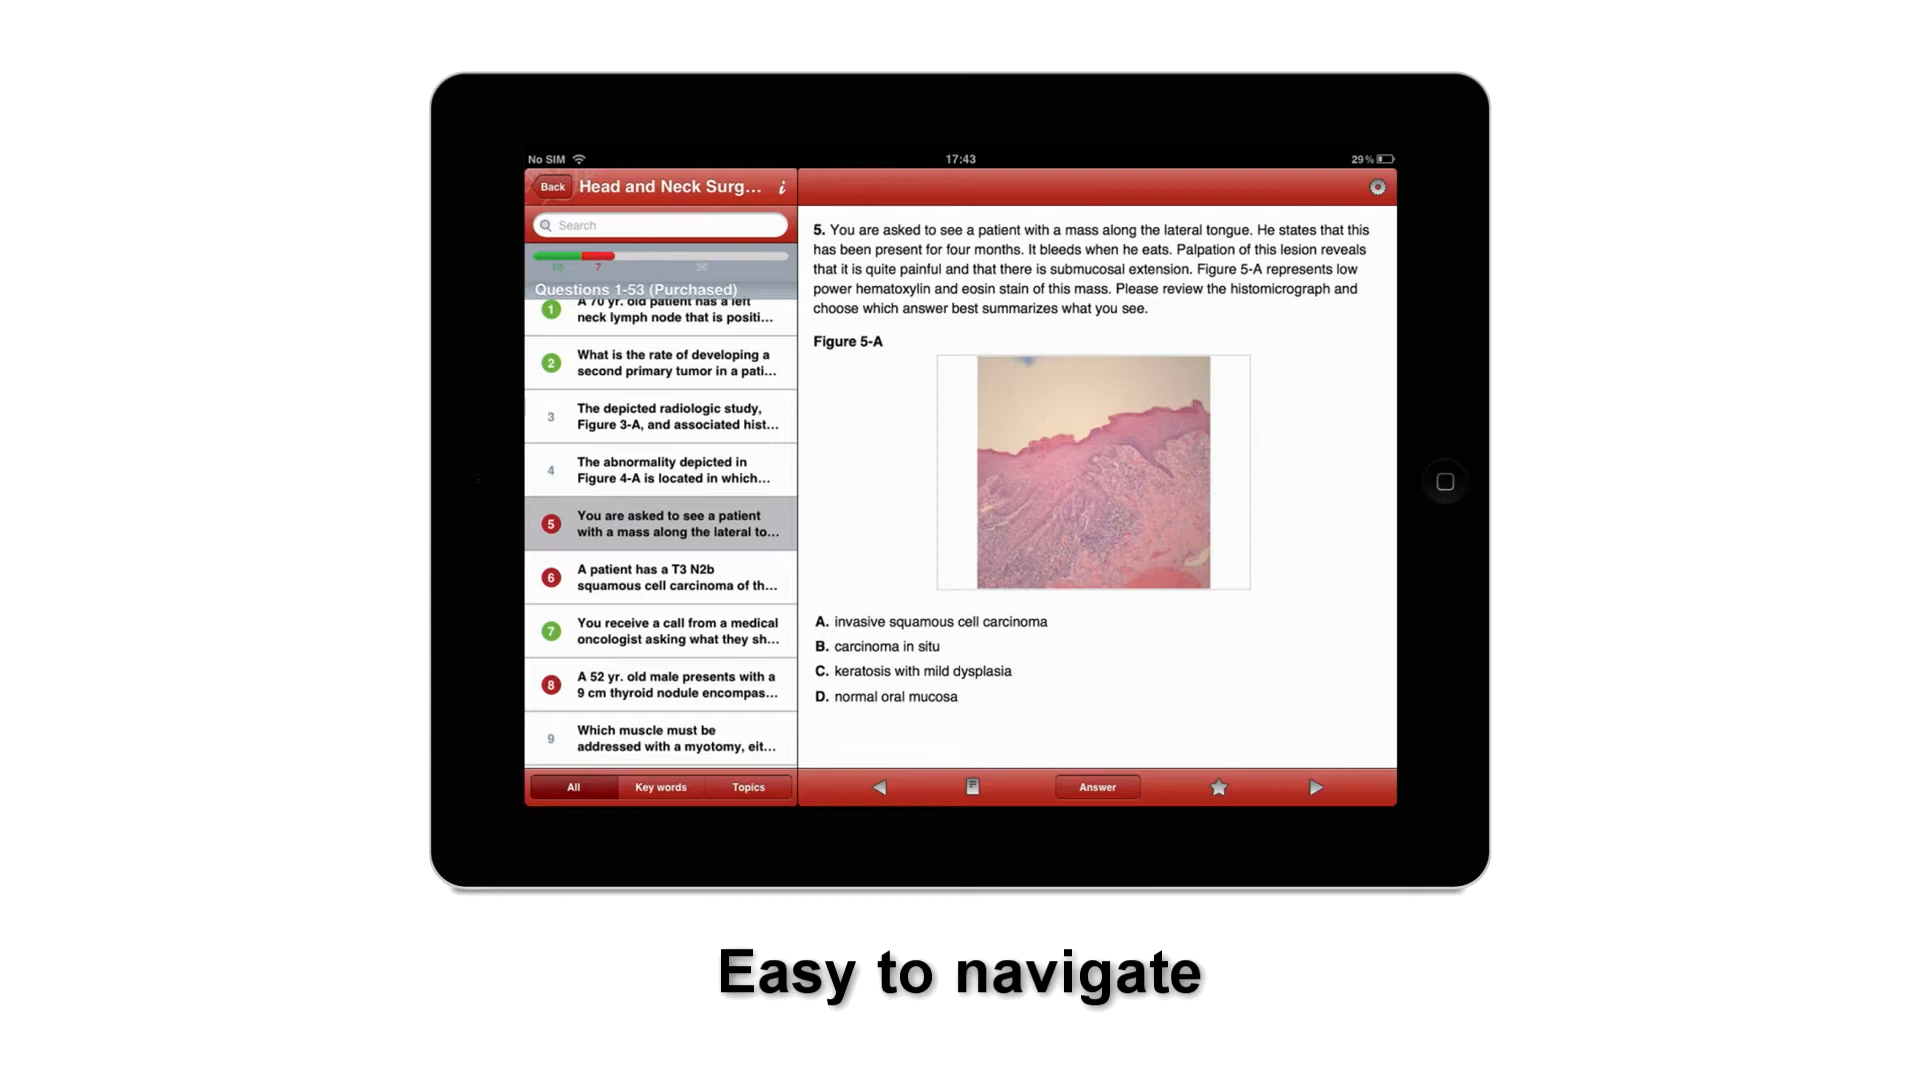 No SIM
17:43
29%
Back
Head and Neck Surg...
i
Search
10
7
36
Questions 1-53 (Purchased)
1
A 70 yr. old patient has a left
neck lymph node that is positi...
2
What is the rate of developing a
second primary tumor in a pati...
3
The depicted radiologic study,
Figure 3-A, and associated hist...
4
The abnormality depicted in
Figure 4-A is located in which...
5
You are asked to see a patient
with a mass along the lateral to...
6
A patient has a T3 N2b
squamous cell carcinoma of th...
7
You receive a call from a medical
oncologist asking what they sh...
8
A 52 yr. old male presents with a
9 cm thyroid nodule encompas...
9
Which muscle must be
addressed with a myotomy, eit...
All
Key words
Topics
5. You are asked to see a patient with a mass along the lateral tongue. He states that this
has been present for four months. It bleeds when he eats. Palpation of this lesion reveals
that it is quite painful and that there is submucosal extension. Figure 5-A represents low
power hematoxylin and eosin stain of this mass. Please review the histomicrograph and
choose which answer best summarizes what you see.
Figure 5-A
A. invasive squamous cell carcinoma
B. carcinoma in situ
C. keratosis with mild dysplasia
D. normal oral mucosa
Answer
Easy to navigate